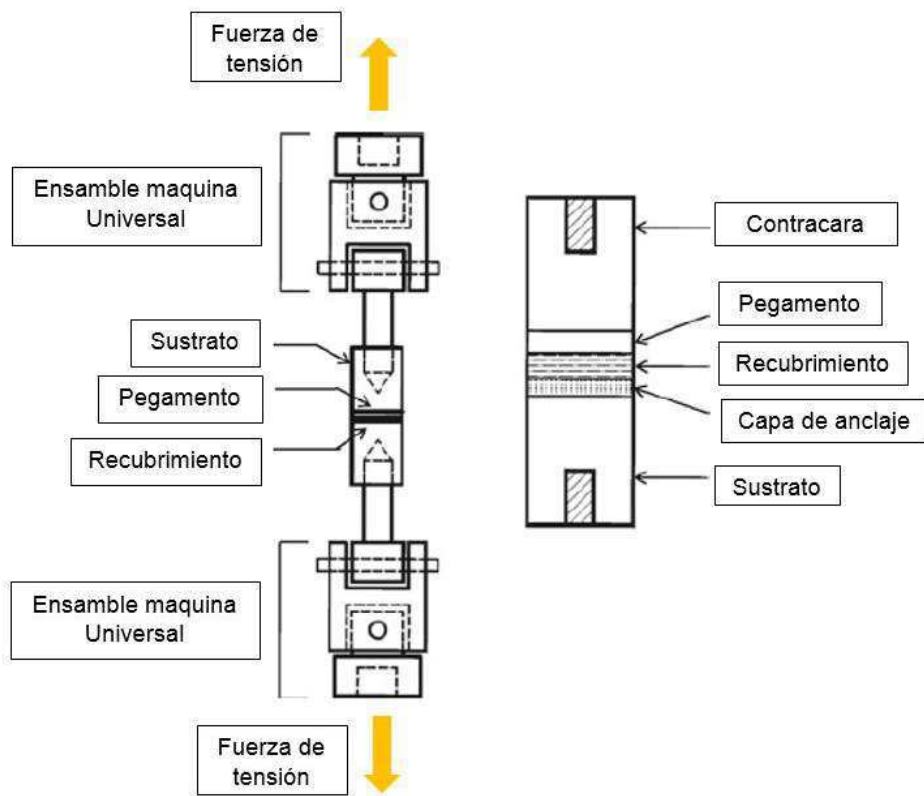 Fuerza de
tensión
Ensamble maquina
Universal
Sustrato
Pegamento
Recubrimiento
Ensamble maquina
Universal
Fuerza de
tensión
Contracara
Pegamento
Recubrimiento
Capa de anclaje
Sustrato